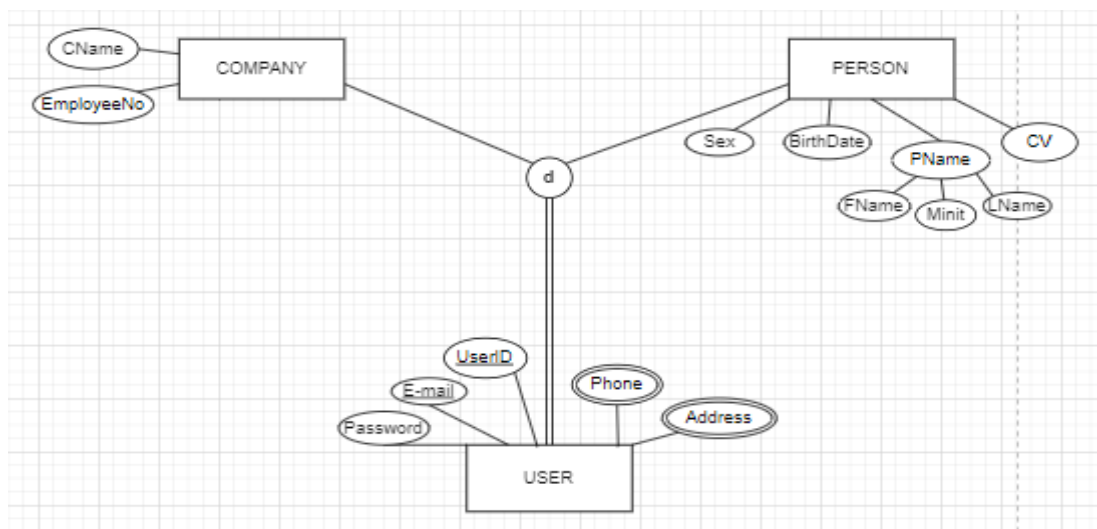 CName
COMPANY
PERSON
EmployeeNo
Sex
BirthDate
CV
PName
d
FName
Minit
LName
UserID
E-mail
Phone
Password
Address
USER